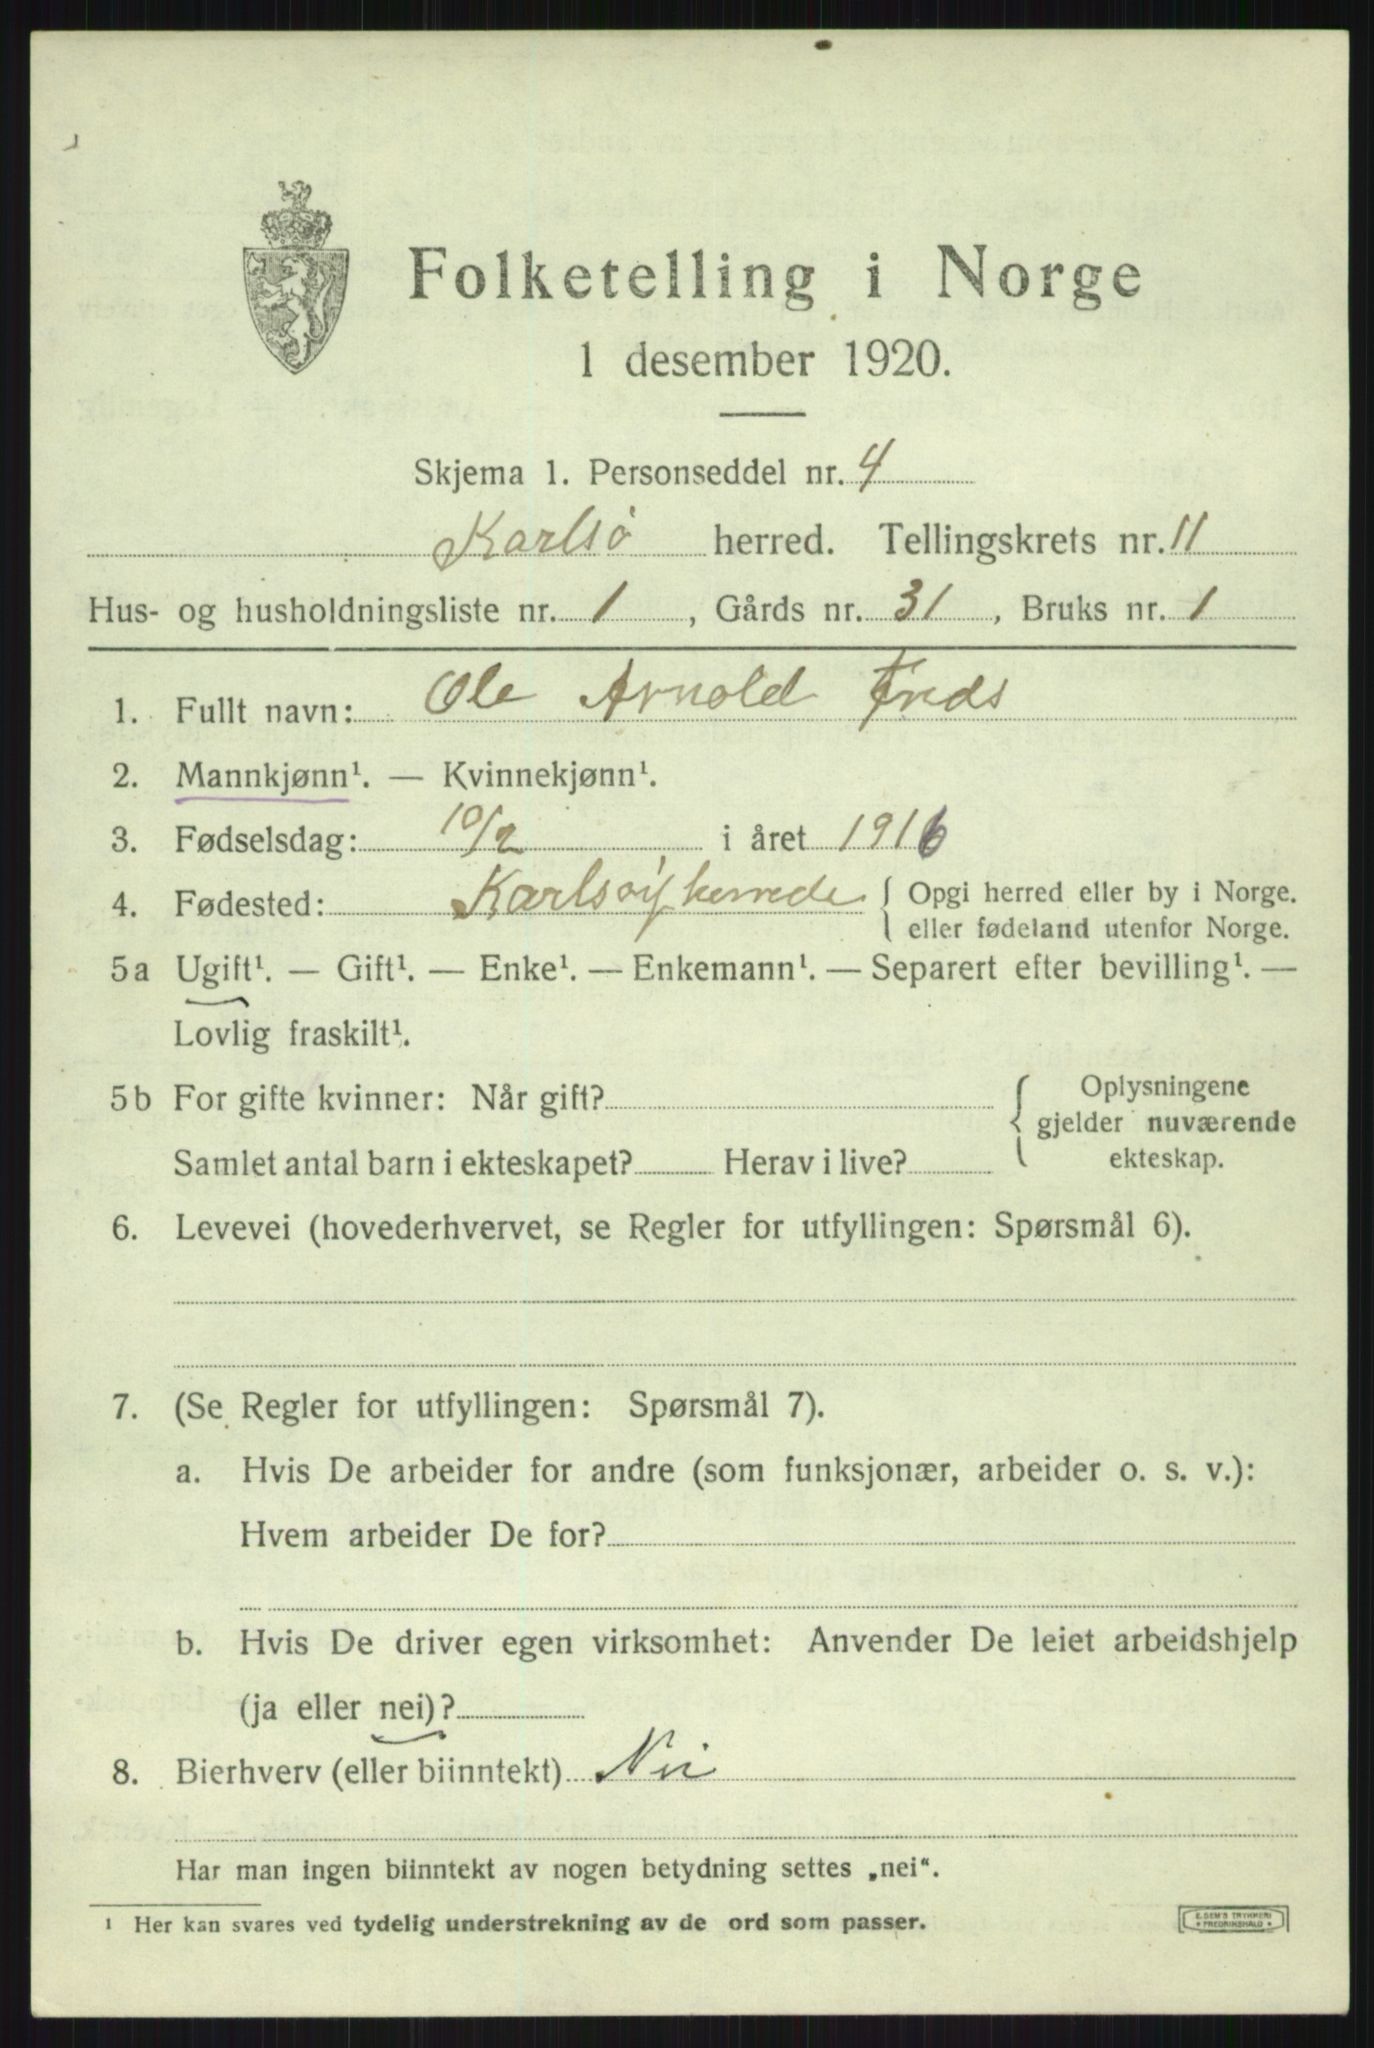 Folketelling i Norge
1 desember 1920.
Skjema 1. Personseddel nr. 4
Karlsö herred. Tellingskrets nr. 11
Hus- og husholdningsliste nr. 1, Gårds nr. 31, Bruks nr. 1
1. Fullt navn: Ole Arnold Freds
2. Mannkjønn¹. — Kvinnekjønn¹.
3. Fødselsdag: 10/2 i året 1916
4. Fødested: Karlsöy herrede { Opgi herred eller by i Norge.
eller fødeland utenfor Norge.
5a Ugift¹. — Gift¹. — Enke¹. — Enkemann¹. — Separert efter bevilling¹. —
Lovlig fraskilt¹.
5b For gifte kvinner: Når gift? { Oplysningene
gjelder nuværende
Samlet antal barn i ekteskapet? Herav i live? ekteskap.
6. Levevei (hovederhvervet, se Regler for utfyllingen: Spørsmål 6).
7. (Se Regler for utfyllingen: Spørsmål 7).
a. Hvis De arbeider for andre (som funksjonær, arbeider o. s. v.):
Hvem arbeider De for?
b. Hvis De driver egen virksomhet: Anvender De leiet arbeidshjelp
(ja eller nei)?
8. Bierhverv (eller biinntekt) Nei
Har man ingen biinntekt av nogen betydning settes „nei“.
¹ Her kan svares ved tydelig understrekning av de ord som passer.
E. SEM'S TRYKKERI
FREDRIKSHALD